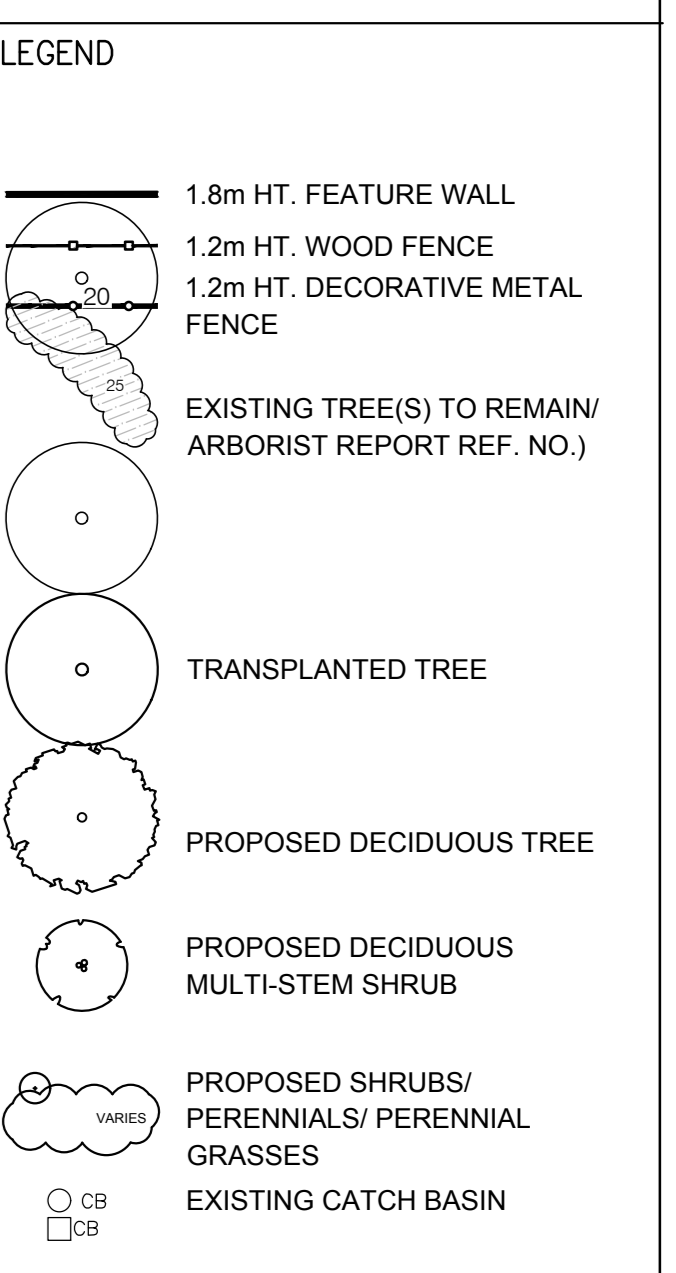 LEGEND
1.8m HT. FEATURE WALL
1.2m HT. WOOD FENCE
1.2m HT. DECORATIVE METAL
FENCE
20
25
EXISTING TREE(S) TO REMAIN/
ARBORIST REPORT REF. NO.)
TRANSPLANTED TREE
PROPOSED DECIDUOUS TREE
PROPOSED DECIDUOUS
MULTI-STEM SHRUB
PROPOSED SHRUBS/
PERENNIALS/ PERENNIAL
GRASSES
VARIES
CB
CB
EXISTING CATCH BASIN